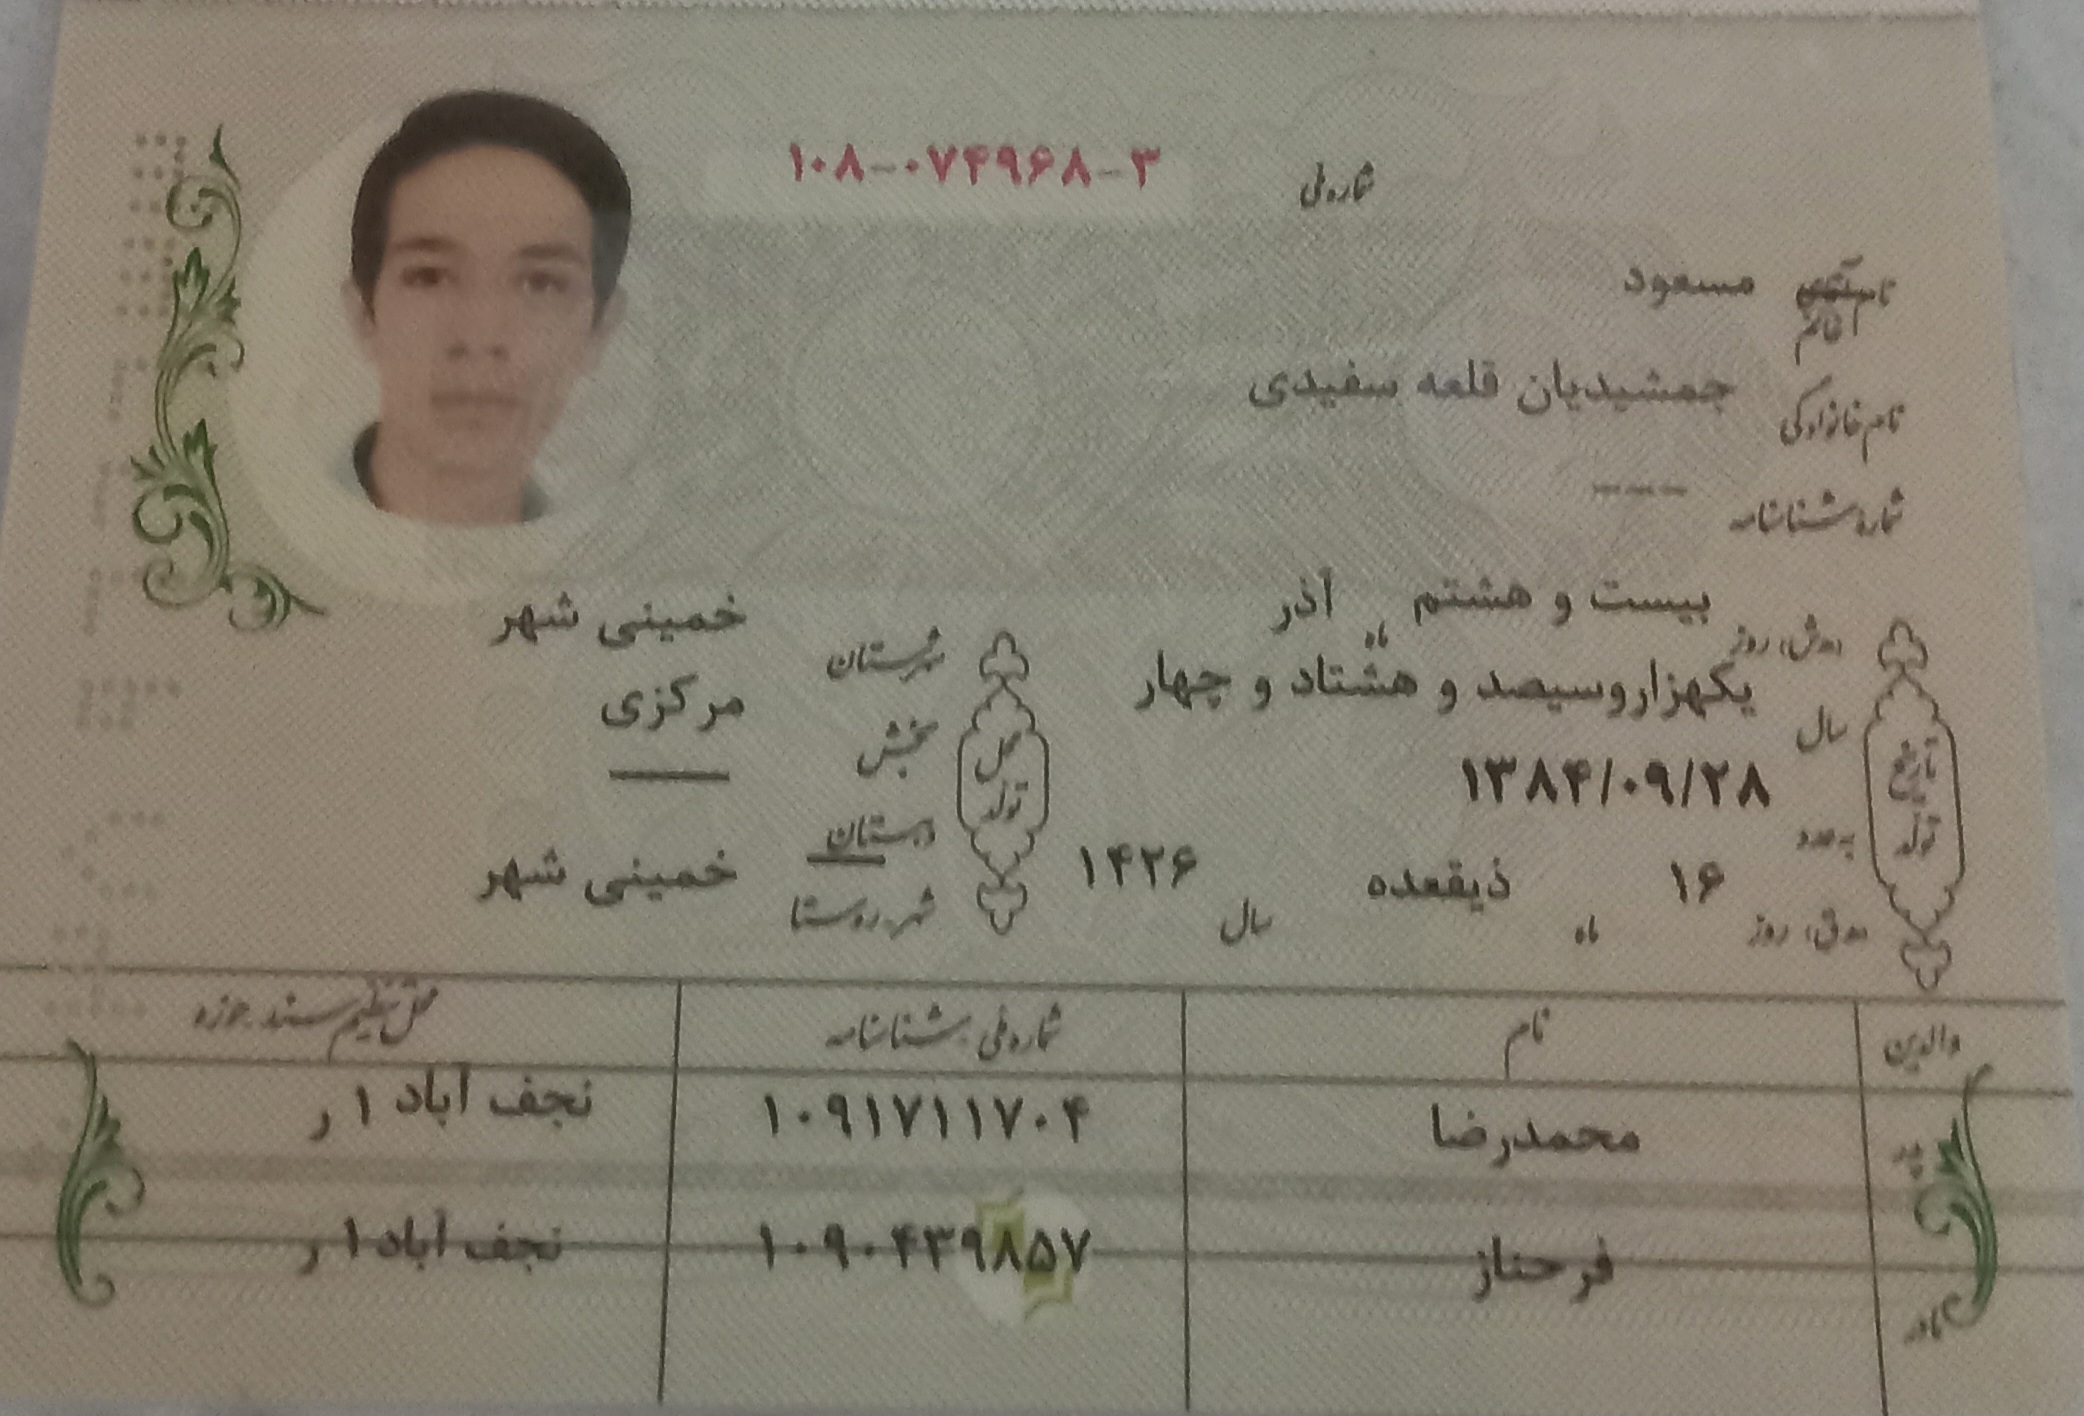 شماره ملی ۱۰۸-۰۷۴۹۶۸-۳
نام آقای مسعود
خانم
نام خانوادگی جمشیدیان قلعه سفیدی
شماره شناسنامه ---
تاریخ تولد
روز بیست و هشتم ماه آذر
سال یکهزاروسیصد و هشتاد و چهار
به عدد ۱۳۸۴/۰۹/۲۸
روز ۱۶ ماه ذیقعده سال ۱۴۲۶
محل تولد
شهرستان خمینی شهر
بخش مرکزی
دهستان
شهر، روستا خمینی شهر
والدین نام شماره ملی شناسنامه محل تنظیم سند حوزه
پدر محمدرضا ۱۰۹۱۷۱۱۷۰۴ نجف آباد ۱ ر
مادر فرحناز ۱۰۹۰۴۳۹۸۵۷ نجف آباد ۱ ر